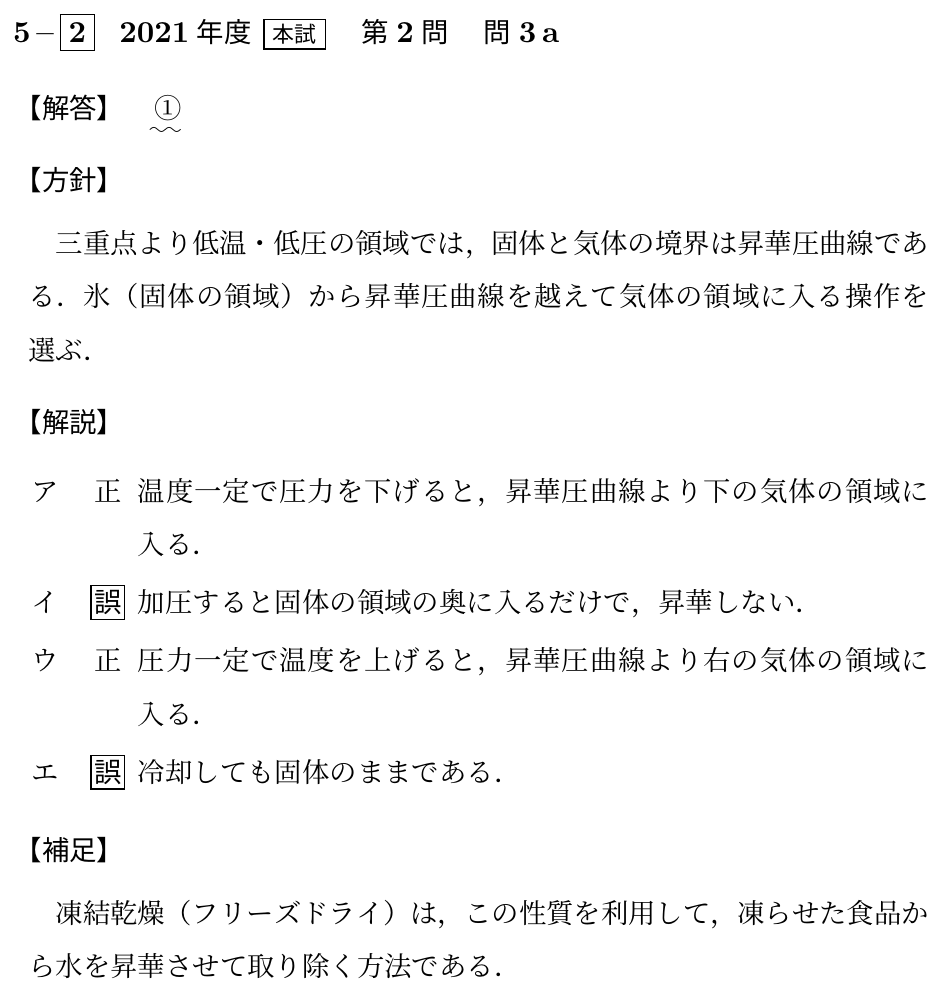 5–2 2021年度 本試 第2問 問3a
【解答】 ①
【方針】
三重点より低温・低圧の領域では，固体と気体の境界は昇華圧曲線であ
る．氷（固体の領域）から昇華圧曲線を越えて気体の領域に入る操作を
選ぶ．
【解説】
ア 正 温度一定で圧力を下げると，昇華圧曲線より下の気体の領域に
入る．
イ 誤 加圧すると固体の領域の奥に入るだけで，昇華しない．
ウ 正 圧力一定で温度を上げると，昇華圧曲線より右の気体の領域に
入る．
エ 誤 冷却しても固体のままである．
【補足】
凍結乾燥（フリーズドライ）は，この性質を利用して，凍らせた食品か
ら水を昇華させて取り除く方法である．